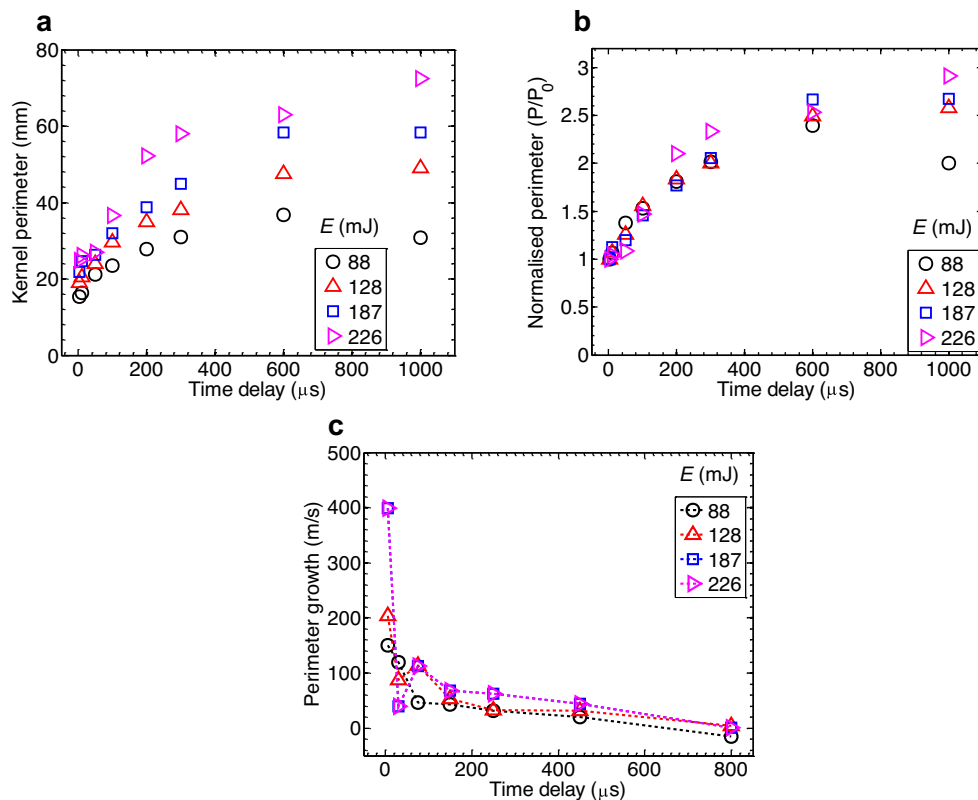 a
Kernel perimeter (mm)
80
60
40
20
0
0 200 400 600 800 1000
Time delay (μs)
E (mJ)
88
128
187
226
b
Normalised perimeter (P/P0)
3
2.5
2
1.5
1
0.5
0
0 200 400 600 800 1000
Time delay (μs)
E (mJ)
88
128
187
226
c
Perimeter growth (m/s)
500
400
300
200
100
0
0 200 400 600 800
Time delay (μs)
E (mJ)
88
128
187
226